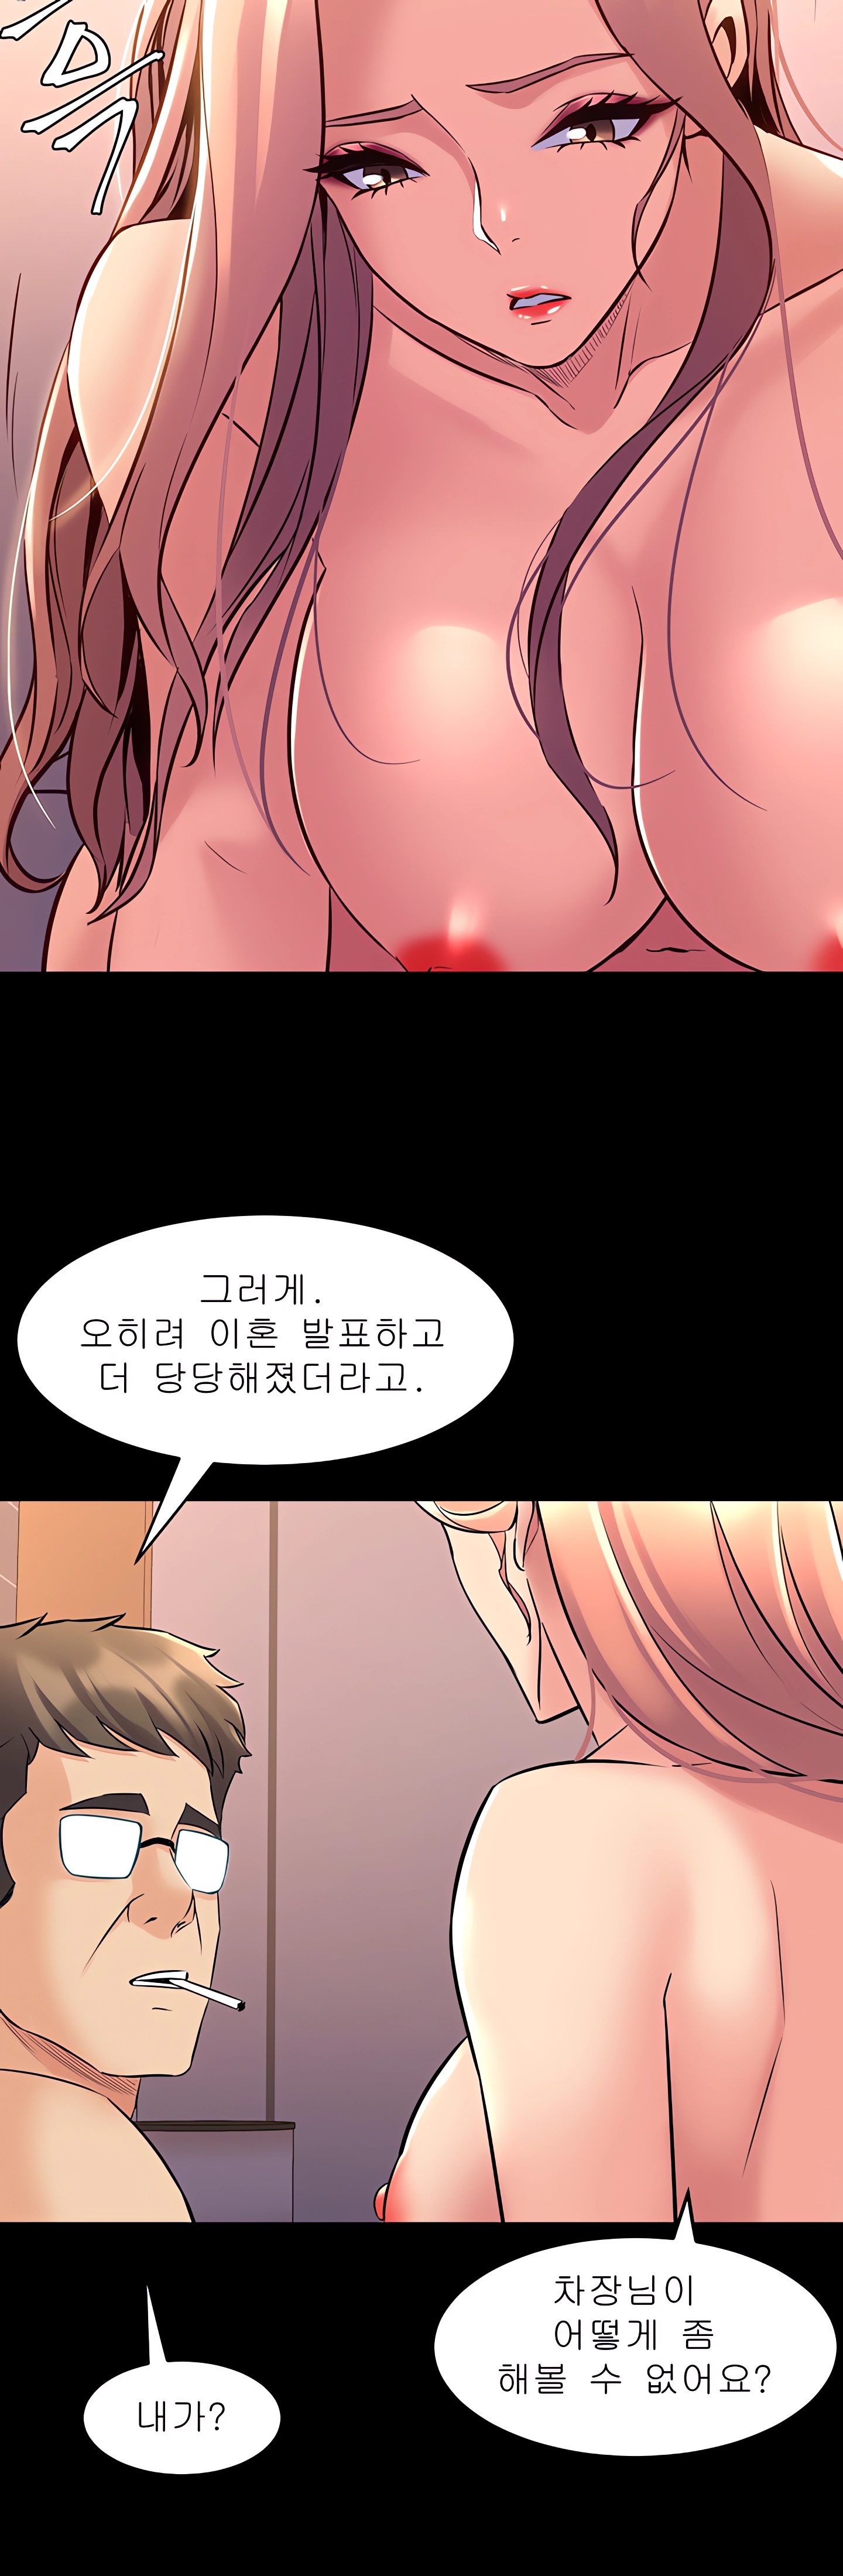 그러게.
오히려 이혼 발표하고
더 당당해졌더라고.
차장님이
어떻게 좀
해볼 수 없어요?
내가?